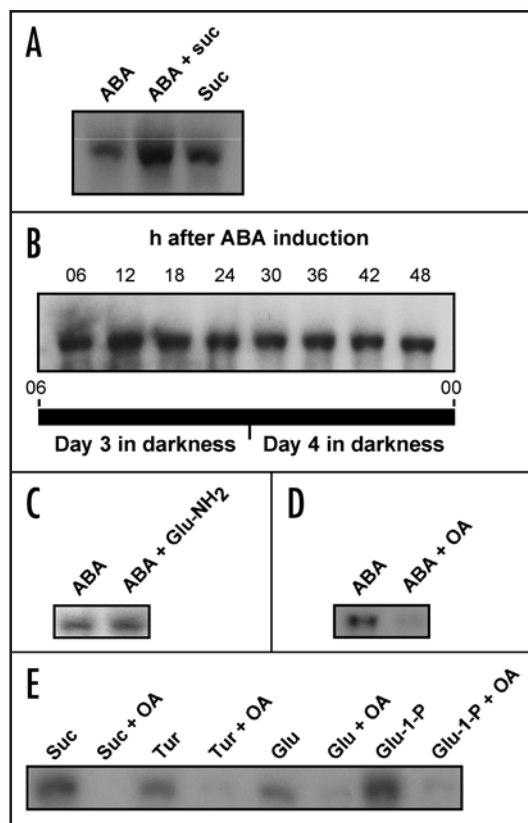 A
ABA
ABA + suc
Suc
B
h after ABA induction
06 12 18 24 30 36 42 48
06 00
Day 3 in darkness Day 4 in darkness
C
ABA
ABA + Glu-NH2
D
ABA
ABA + OA
E
Suc
Suc + OA
Tur
Tur + OA
Glu
Glu + OA
Glu-1-P
Glu-1-P + OA